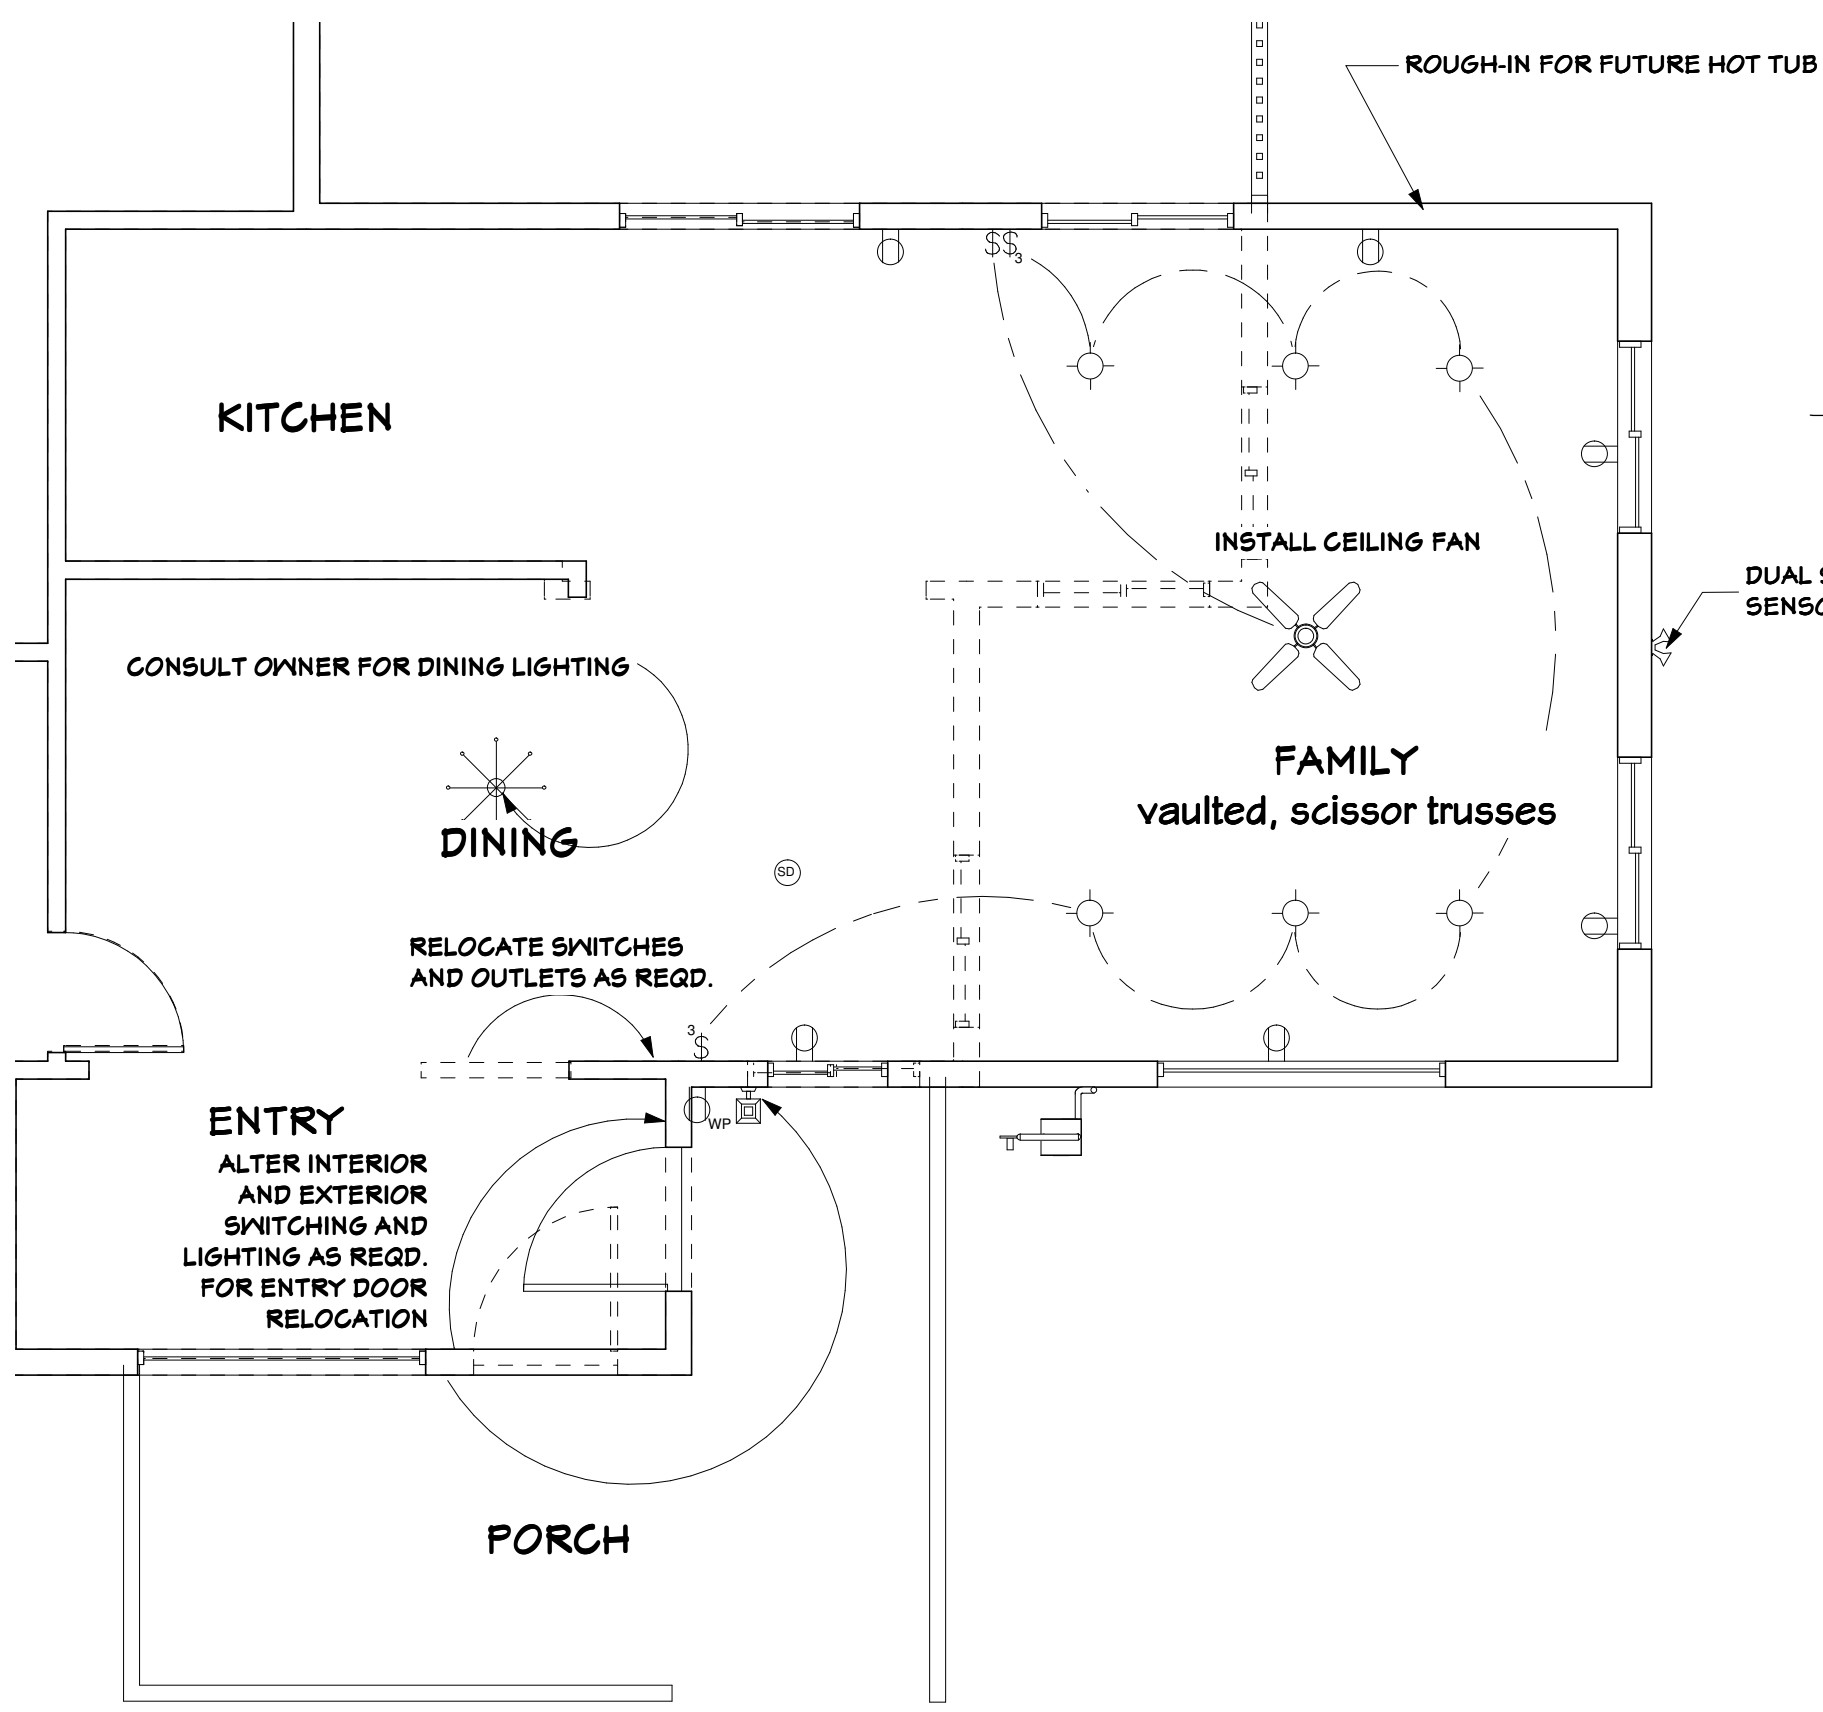 ROUGH-IN FOR FUTURE HOT TUB
$$3
KITCHEN
INSTALL CEILING FAN
DUAL
SENSO
CONSULT OWNER FOR DINING LIGHTING
FAMILY
vaulted, scissor trusses
DINING
SD
RELOCATE SWITCHES
AND OUTLETS AS REQD.
3
$
ENTRY
WP
ALTER INTERIOR
AND EXTERIOR
SWITCHING AND
LIGHTING AS REQD.
FOR ENTRY DOOR
RELOCATION
PORCH